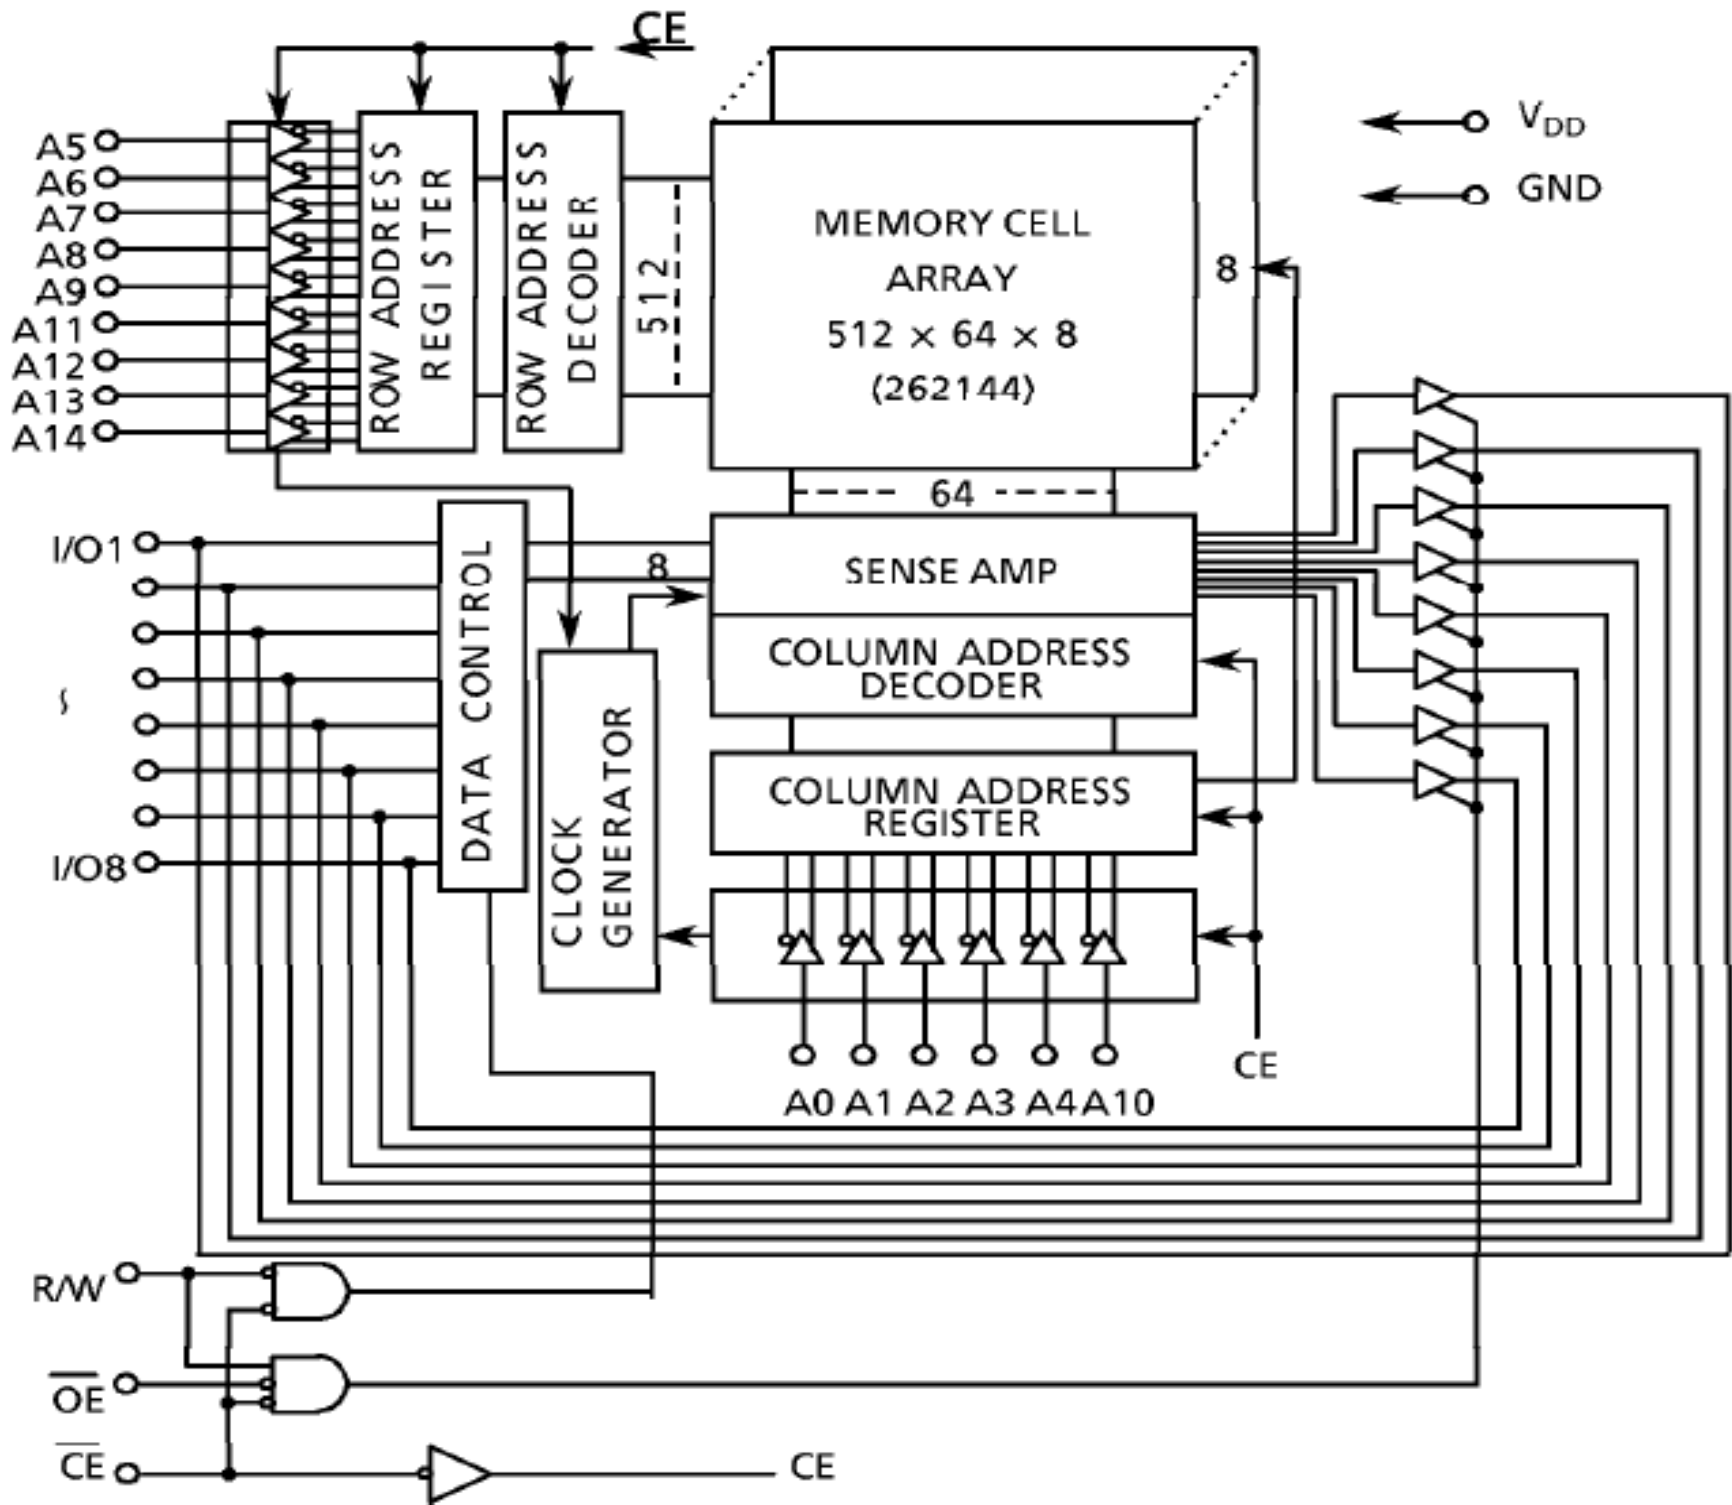 CE
A5
A6
A7
A8
A9
A11
A12
A13
A14
ROW ADDRESS
REGISTER
ROW ADDRESS
DECODER
512
MEMORY CELL
ARRAY
512 × 64 × 8
(262144)
8
VDD
GND
64
I/O1
~
I/O8
DATA CONTROL
8
CLOCK
GENERATOR
SENSE AMP
COLUMN ADDRESS
DECODER
COLUMN ADDRESS
REGISTER
A0 A1 A2 A3 A4 A10
CE
R/W
O̅E̅
C̅E̅
CE